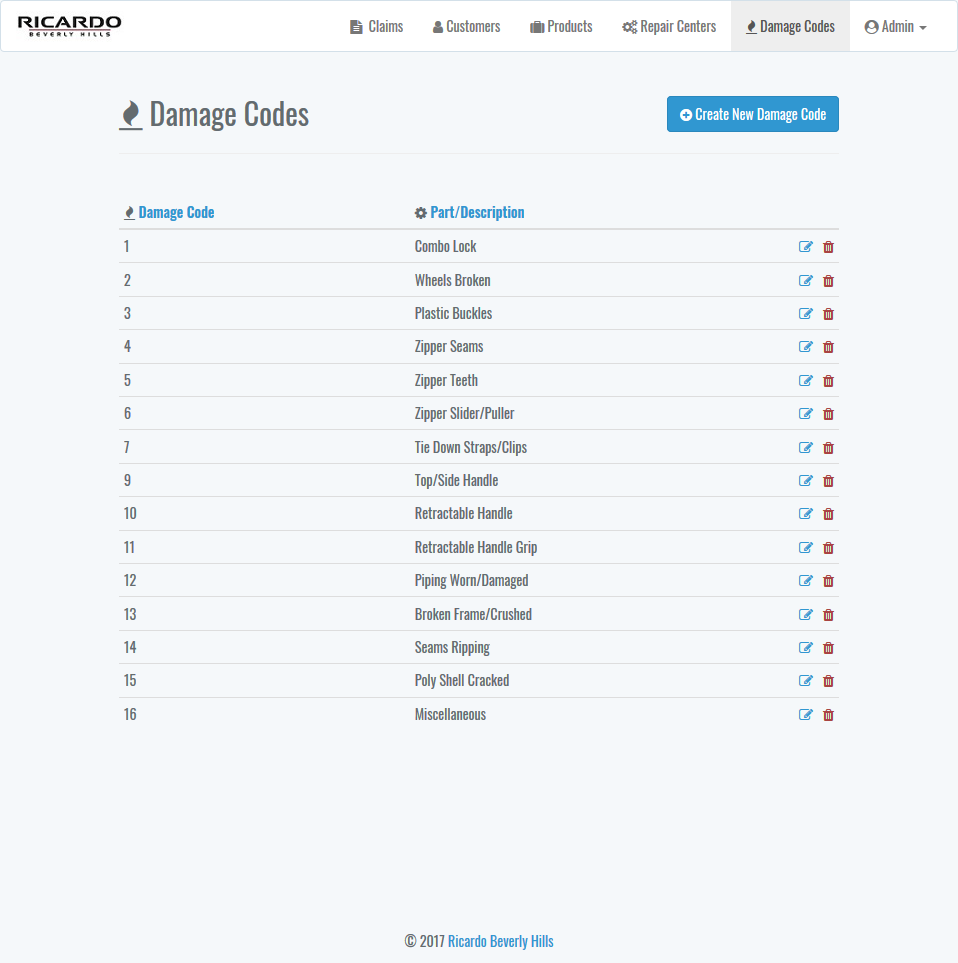 RICARDO
BEVERLY HILLS
Claims Customers Products Repair Centers Damage Codes Admin
Damage Codes
Create New Damage Code
Damage Code Part/Description
1 Combo Lock
2 Wheels Broken
3 Plastic Buckles
4 Zipper Seams
5 Zipper Teeth
6 Zipper Slider/Puller
7 Tie Down Straps/Clips
9 Top/Side Handle
10 Retractable Handle
11 Retractable Handle Grip
12 Piping Worn/Damaged
13 Broken Frame/Crushed
14 Seams Ripping
15 Poly Shell Cracked
16 Miscellaneous
© 2017 Ricardo Beverly Hills